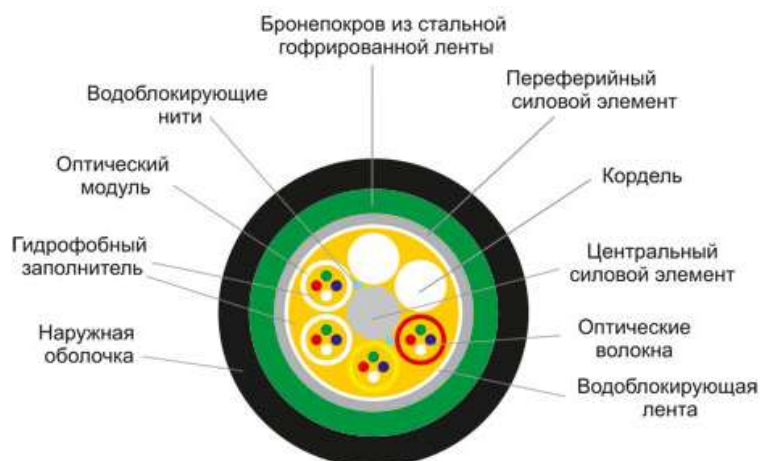 Бронепокров из стальной
гофрированной ленты
Водоблокирующие
нити
Переферийный
силовой элемент
Оптический
модуль
Кордель
Гидрофобный
заполнитель
Центральный
силовой элемент
Наружная
оболочка
Оптические
волокна
Водоблокирующая
лента